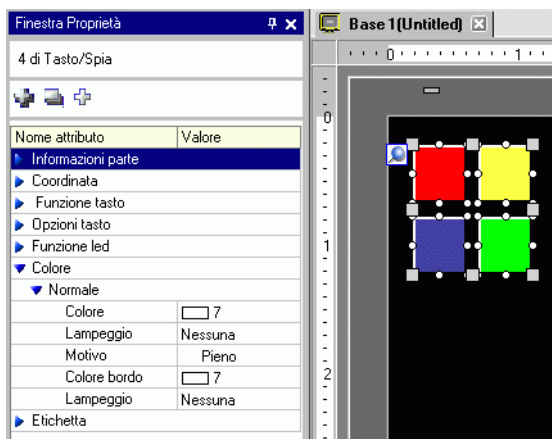 Finestra Proprietà
4 di Tasto/Spia
Nome attributo Valore
Informazioni parte
Coordinata
Funzione tasto
Opzioni tasto
Funzione led
Colore
Normale
Colore 7
Lampeggio Nessuna
Motivo Pieno
Colore bordo 7
Lampeggio Nessuna
Etichetta
Base 1(Untitled)
0 1
0
1
2